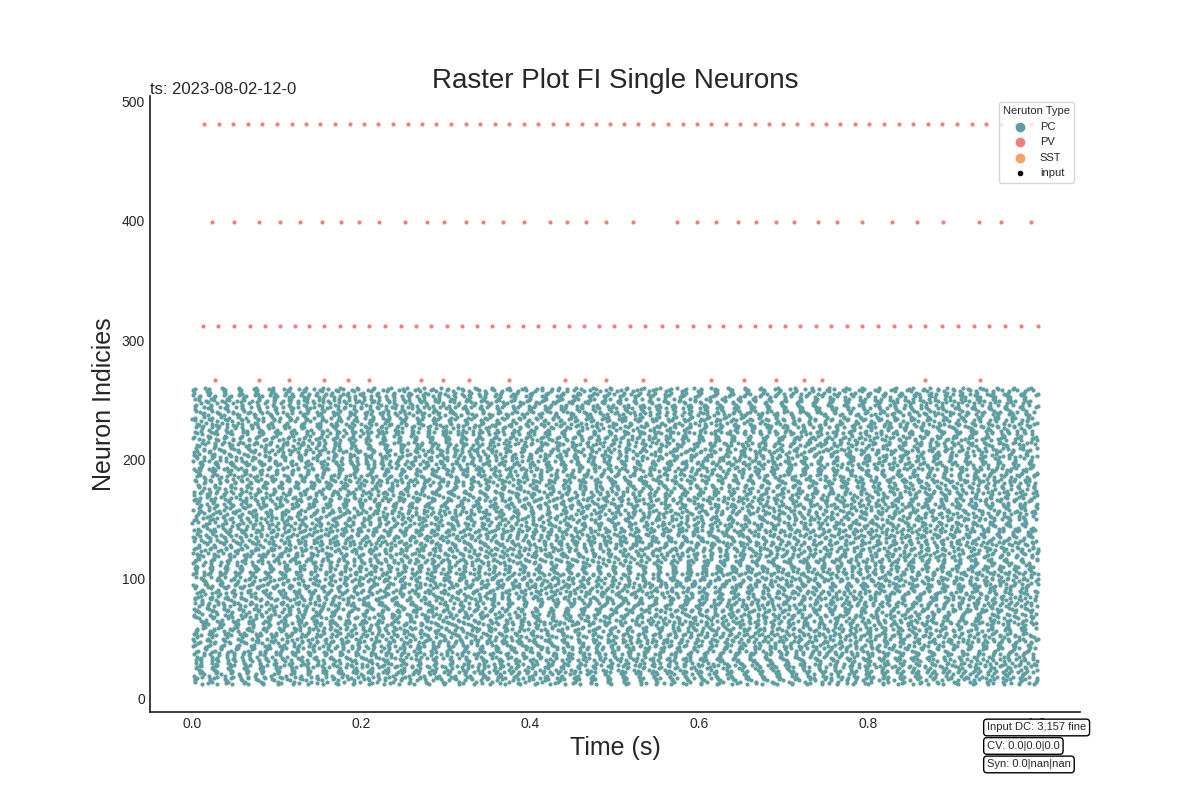 Raster Plot FI Single Neurons
ts: 2023-08-02-12-0
500
400
300
200
100
0
Neuron Indicies
Neruton Type
PC
PV
SST
input
0.0
0.2
0.4
0.6
0.8
Time (s)
Input DC: 3,157 fine
CV: 0.0|0.0|0.0
Syn: 0.0|nan|nan